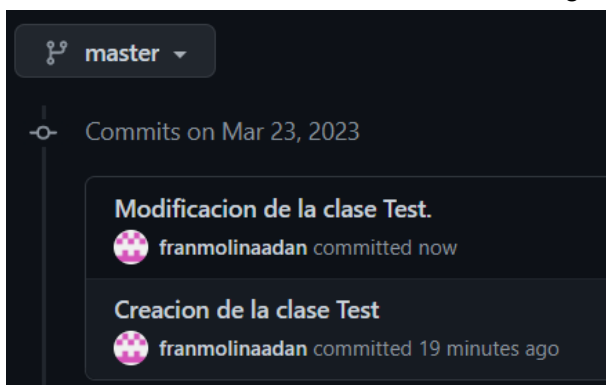 master
Commits on Mar 23, 2023
Modificacion de la clase Test.
franmolinaadan committed now
Creacion de la clase Test
franmolinaadan committed 19 minutes ago